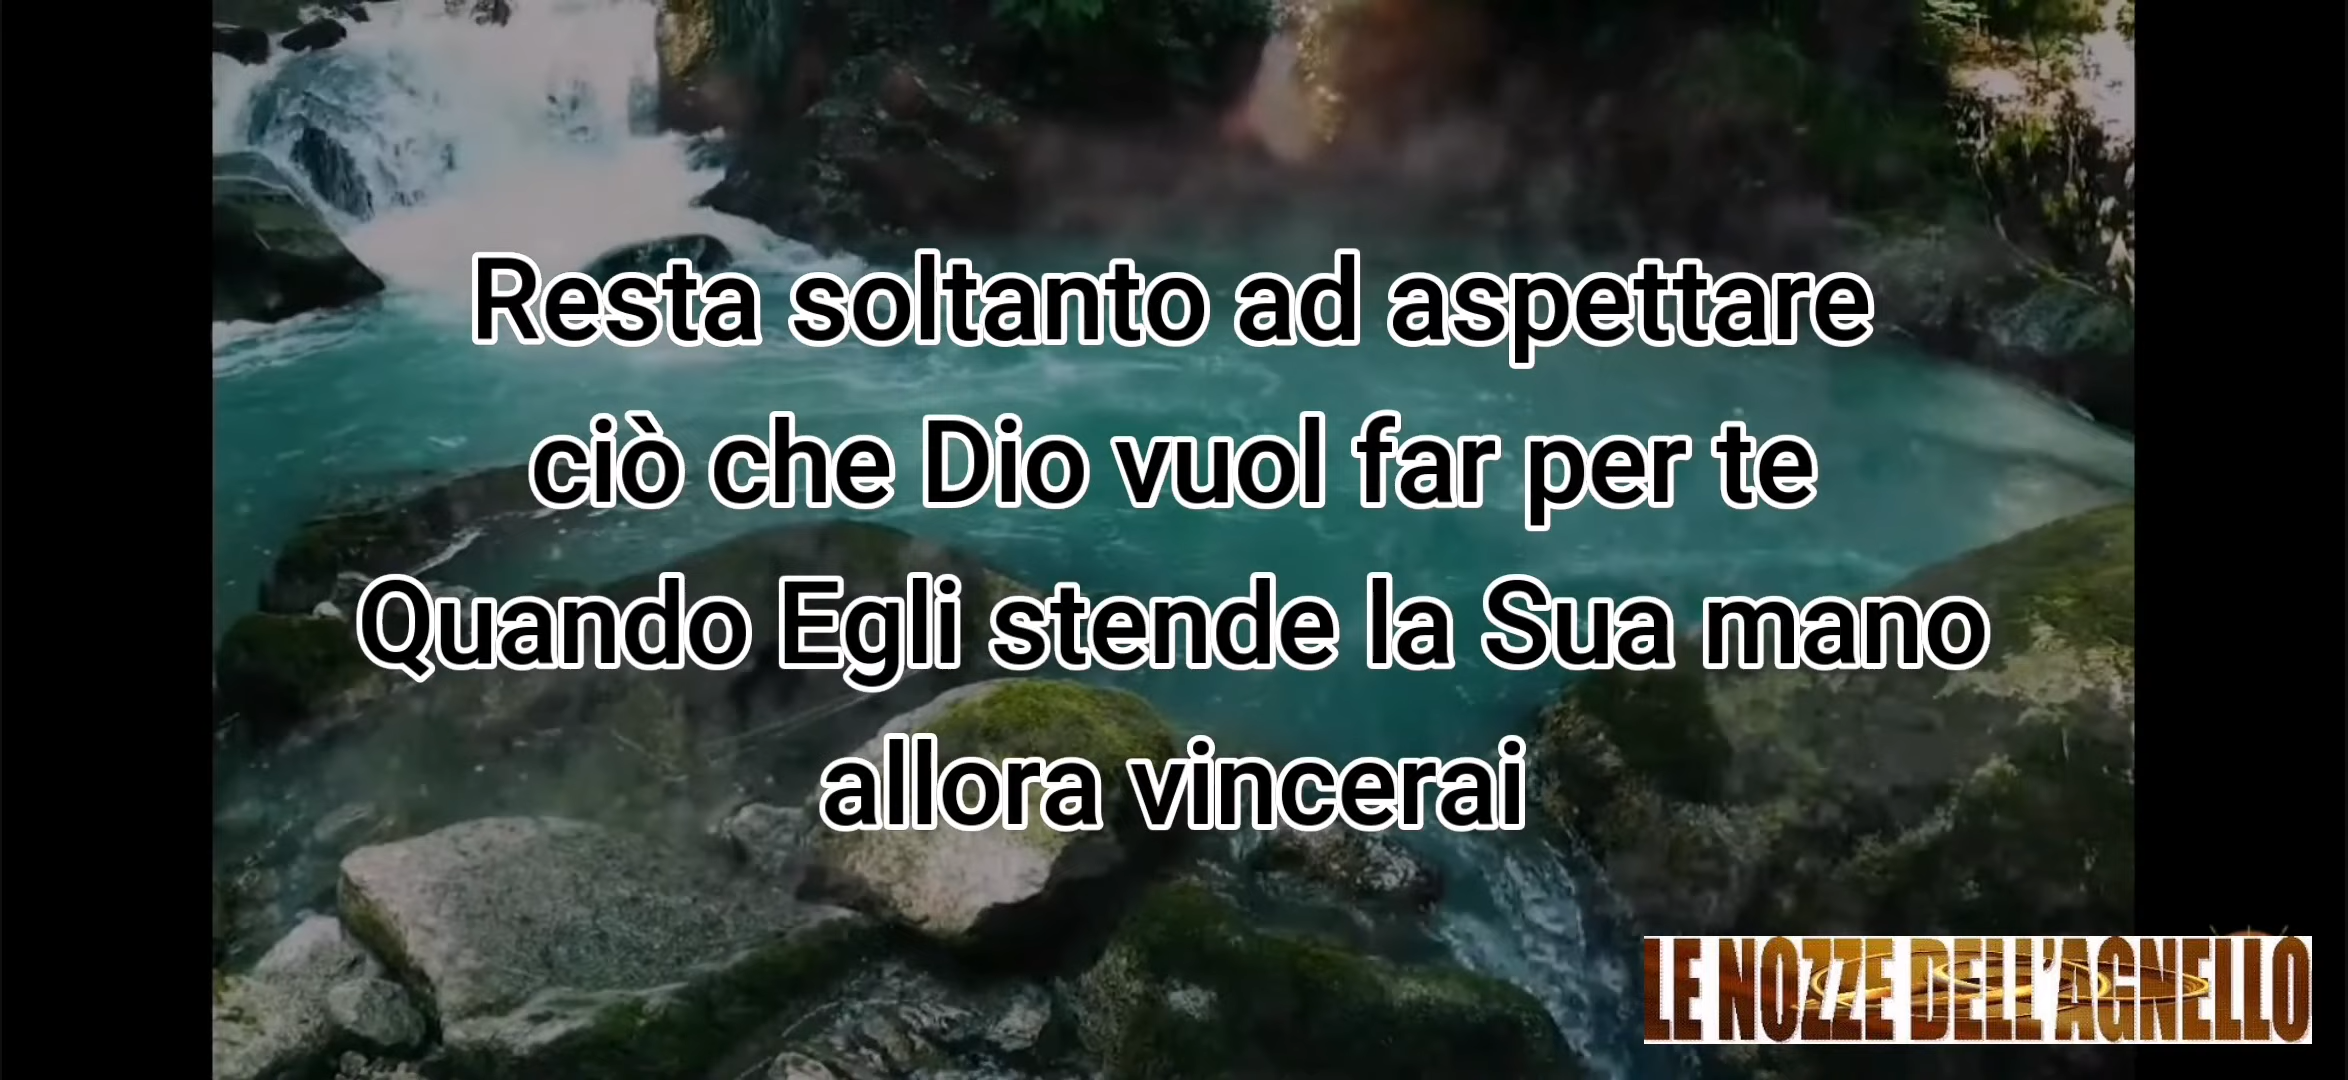 Resta soltanto ad aspettare
ciò che Dio vuol far per te
Quando Egli stende la Sua mano
allora vincerai
LE NOZZE DELL'AGNELLO